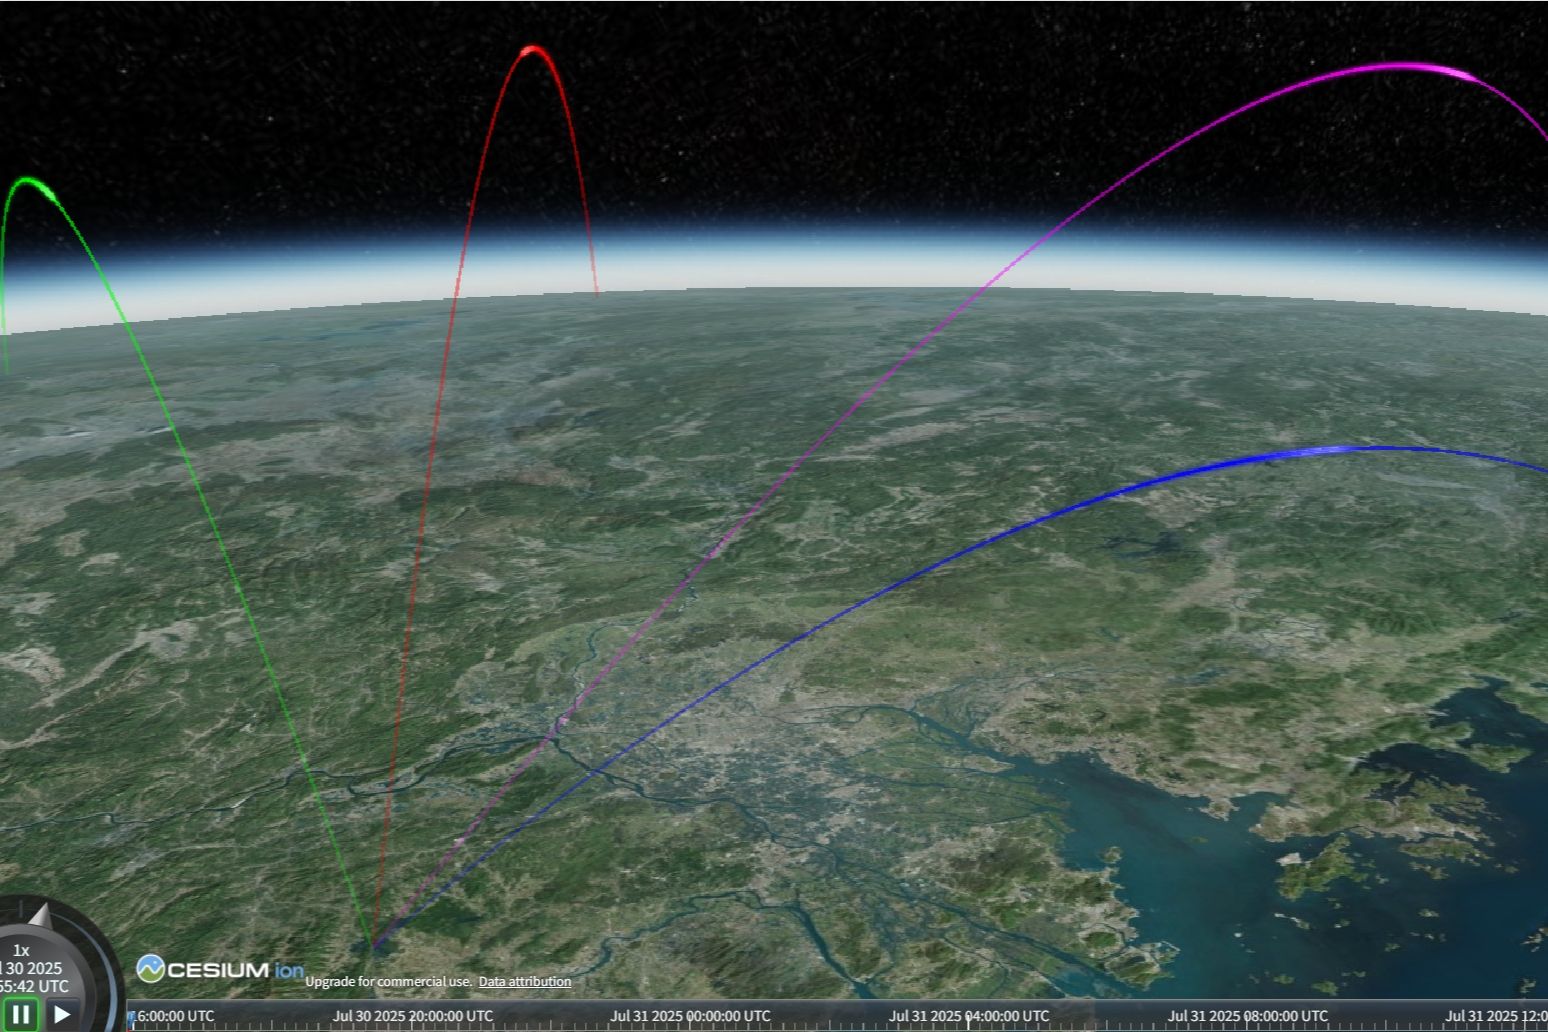 1x
30 2025
55:42 UTC
CESIUM ion
Upgrade for commercial use. Data attribution
6:00:00 UTC
Jul 30 2025 20:00:00 UTC
Jul 31 2025 00:00:00 UTC
Jul 31 2025 04:00:00 UTC
Jul 31 2025 08:00:00 UTC
Jul 31 2025 12:0